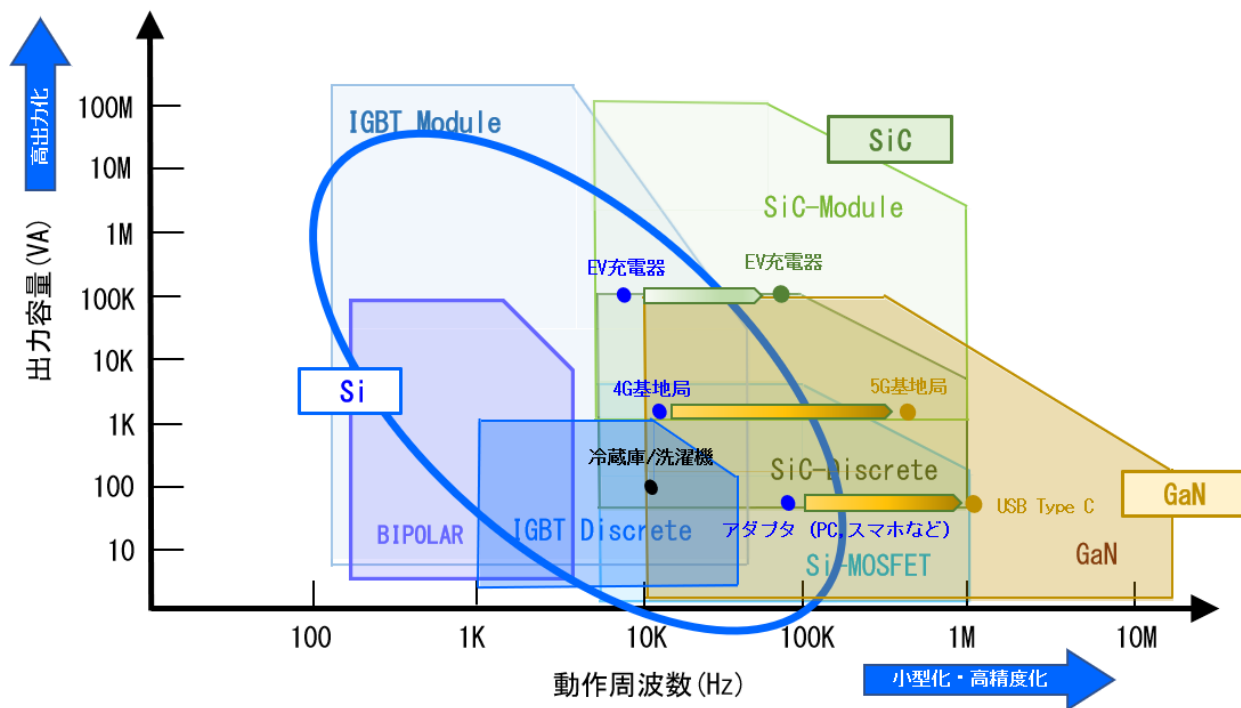 高出力化
出力容量(VA)
100M
10M
1M
100K
10K
1K
100
10
IGBT Module
SiC
SiC-Module
EV充電器
EV充電器
Si
4G基地局
5G基地局
冷蔵庫/洗濯機
SiC-Discrete
GaN
USB Type C
BIPOLAR
IGBT Discrete
アダプタ (PC,スマホなど)
Si-MOSFET
GaN
100
1K
10K
100K
1M
10M
動作周波数(Hz)
小型化・高精度化